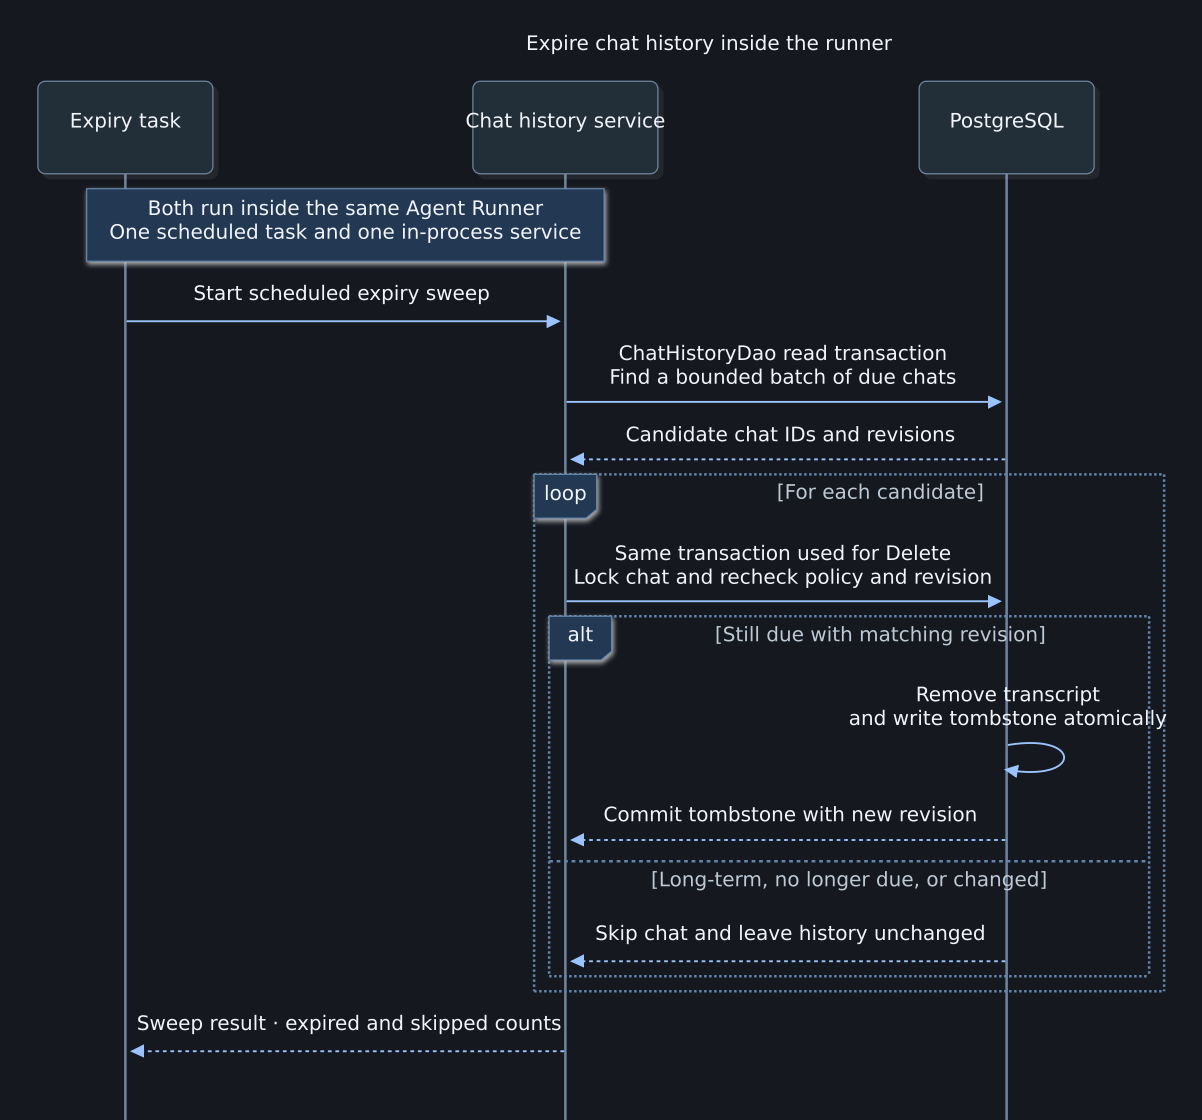 Expire chat history inside the runner
Expiry task
Chat history service
PostgreSQL
Both run inside the same Agent Runner
One scheduled task and one in-process service
Start scheduled expiry sweep
ChatHistoryDao read transaction
Find a bounded batch of due chats
Candidate chat IDs and revisions
loop
[For each candidate]
Same transaction used for Delete
Lock chat and recheck policy and revision
alt
[Still due with matching revision]
Remove transcript
and write tombstone atomically
Commit tombstone with new revision
[Long-term, no longer due, or changed]
Skip chat and leave history unchanged
Sweep result · expired and skipped counts